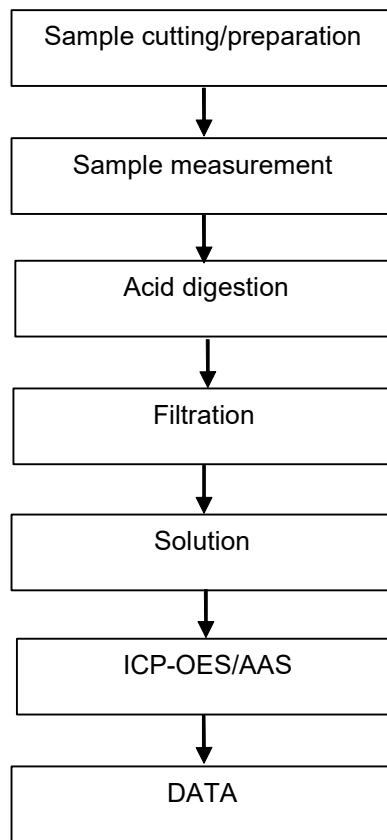 Sample cutting/preparation
Sample measurement
Acid digestion
Filtration
Solution
ICP-OES/AAS
DATA